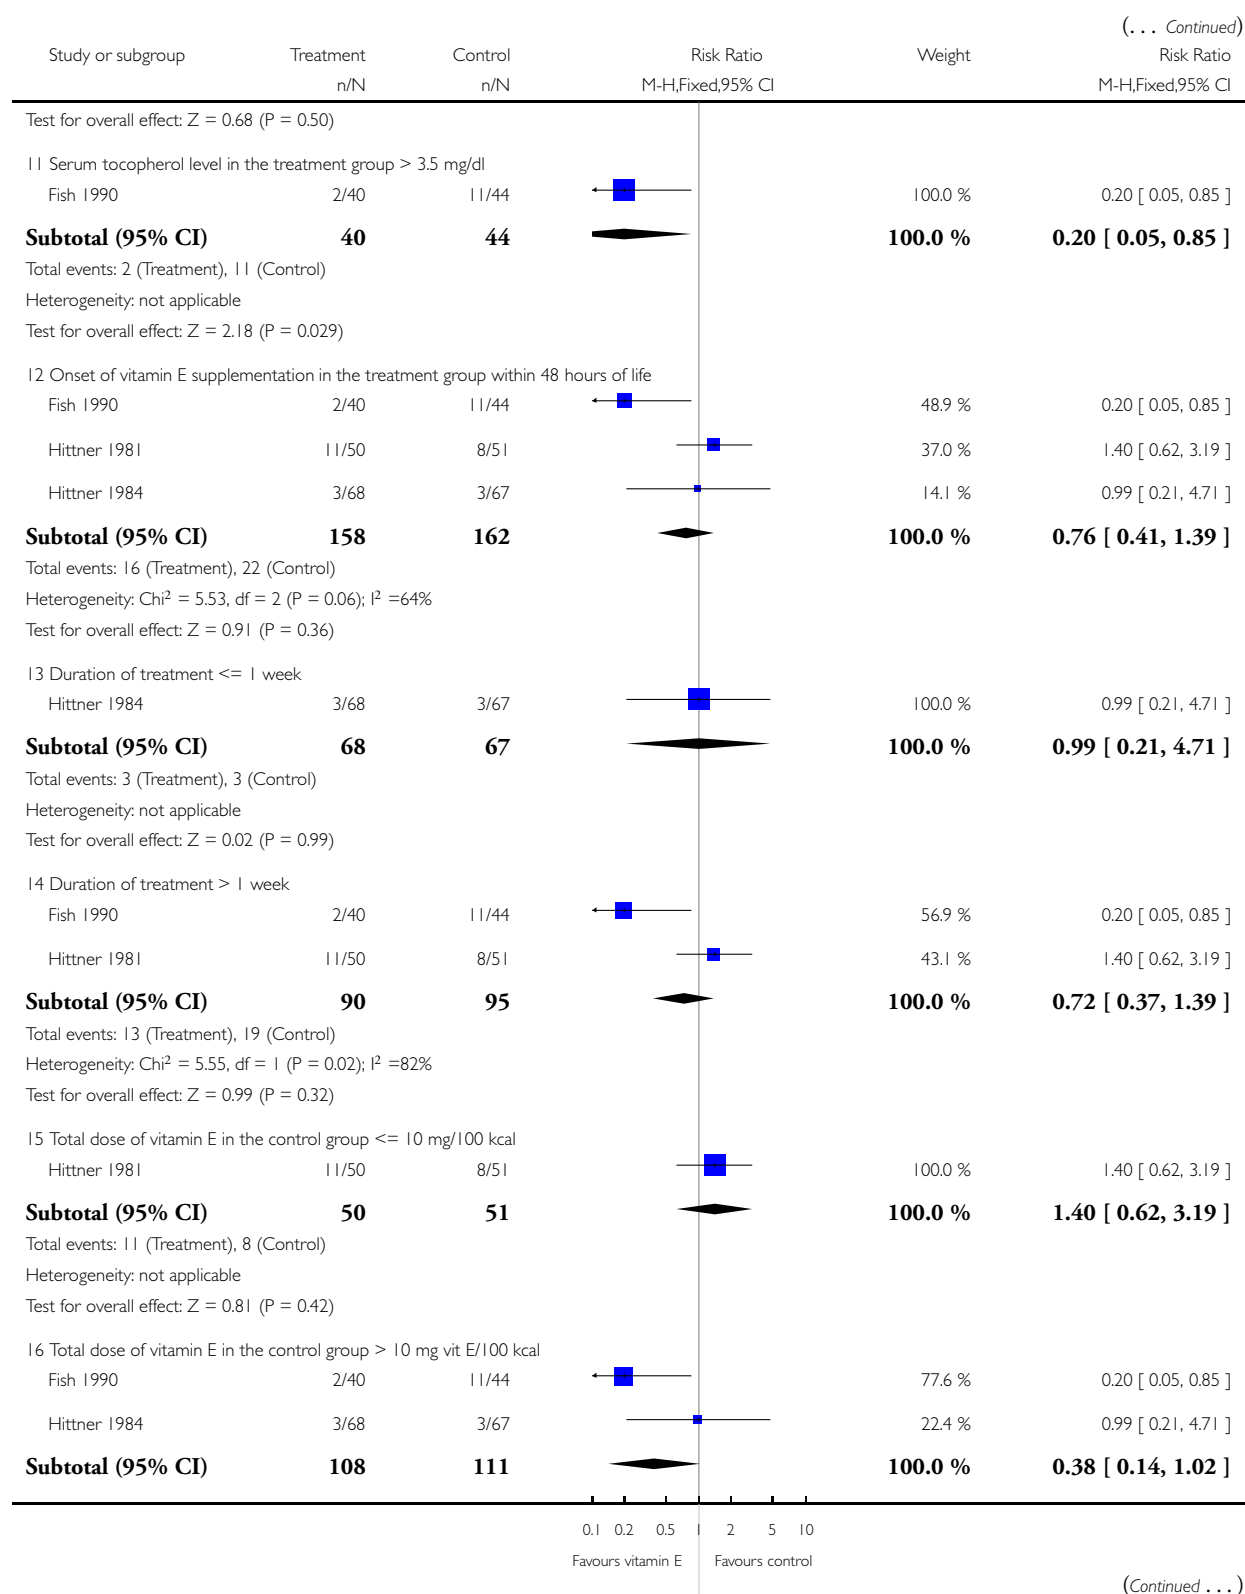 (. . . Continued)
Study or subgroup Treatment Control Risk Ratio Weight Risk Ratio
n/N n/N M-H,Fixed,95% CI M-H,Fixed,95% CI
Test for overall effect: Z = 0.68 (P = 0.50)
11 Serum tocopherol level in the treatment group > 3.5 mg/dl
Fish 1990 2/40 11/44 100.0 % 0.20 [ 0.05, 0.85 ]
Subtotal (95% CI) 40 44 100.0 % 0.20 [ 0.05, 0.85 ]
Total events: 2 (Treatment), 11 (Control)
Heterogeneity: not applicable
Test for overall effect: Z = 2.18 (P = 0.029)
12 Onset of vitamin E supplementation in the treatment group within 48 hours of life
Fish 1990 2/40 11/44 48.9 % 0.20 [ 0.05, 0.85 ]
Hittner 1981 11/50 8/51 37.0 % 1.40 [ 0.62, 3.19 ]
Hittner 1984 3/68 3/67 14.1 % 0.99 [ 0.21, 4.71 ]
Subtotal (95% CI) 158 162 100.0 % 0.76 [ 0.41, 1.39 ]
Total events: 16 (Treatment), 22 (Control)
Heterogeneity: Chi² = 5.53, df = 2 (P = 0.06); I² =64%
Test for overall effect: Z = 0.91 (P = 0.36)
13 Duration of treatment <= 1 week
Hittner 1984 3/68 3/67 100.0 % 0.99 [ 0.21, 4.71 ]
Subtotal (95% CI) 68 67 100.0 % 0.99 [ 0.21, 4.71 ]
Total events: 3 (Treatment), 3 (Control)
Heterogeneity: not applicable
Test for overall effect: Z = 0.02 (P = 0.99)
14 Duration of treatment > 1 week
Fish 1990 2/40 11/44 56.9 % 0.20 [ 0.05, 0.85 ]
Hittner 1981 11/50 8/51 43.1 % 1.40 [ 0.62, 3.19 ]
Subtotal (95% CI) 90 95 100.0 % 0.72 [ 0.37, 1.39 ]
Total events: 13 (Treatment), 19 (Control)
Heterogeneity: Chi² = 5.55, df = 1 (P = 0.02); I² =82%
Test for overall effect: Z = 0.99 (P = 0.32)
15 Total dose of vitamin E in the control group <= 10 mg/100 kcal
Hittner 1981 11/50 8/51 100.0 % 1.40 [ 0.62, 3.19 ]
Subtotal (95% CI) 50 51 100.0 % 1.40 [ 0.62, 3.19 ]
Total events: 11 (Treatment), 8 (Control)
Heterogeneity: not applicable
Test for overall effect: Z = 0.81 (P = 0.42)
16 Total dose of vitamin E in the control group > 10 mg vit E/100 kcal
Fish 1990 2/40 11/44 77.6 % 0.20 [ 0.05, 0.85 ]
Hittner 1984 3/68 3/67 22.4 % 0.99 [ 0.21, 4.71 ]
Subtotal (95% CI) 108 111 100.0 % 0.38 [ 0.14, 1.02 ]
0.1 0.2 0.5 1 2 5 10
Favours vitamin E Favours control
(Continued . . . )